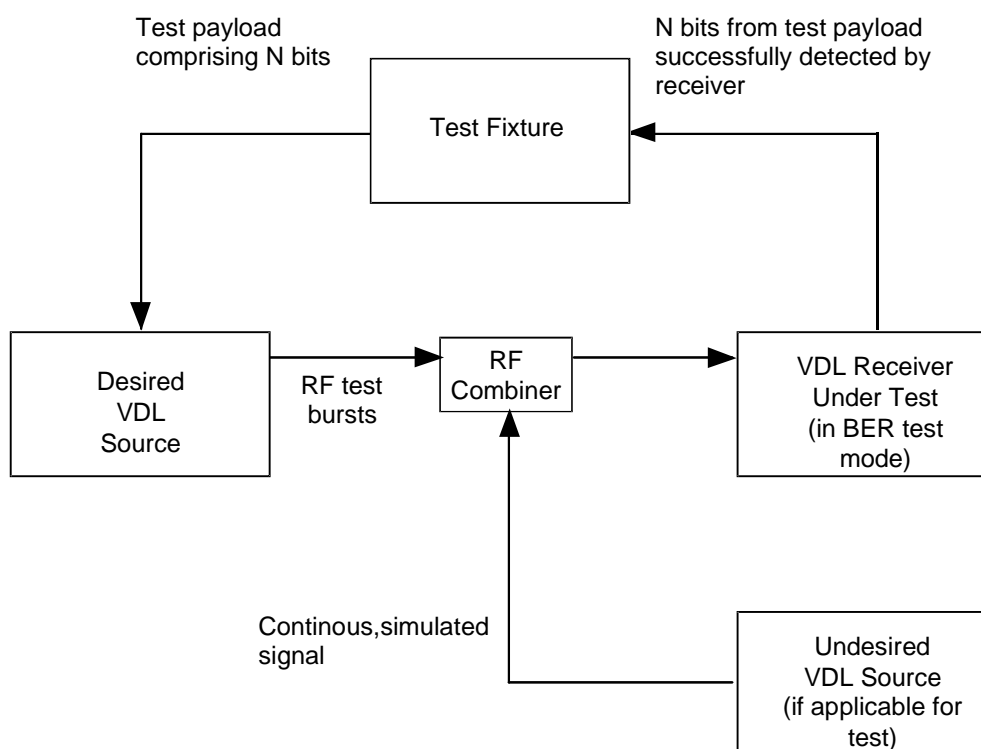 Test payload
comprising N bits
N bits from test payload
successfully detected by
receiver
Test Fixture
Desired
VDL
Source
RF test
bursts
RF
Combiner
VDL Receiver
Under Test
(in BER test
mode)
Continous,simulated
signal
Undesired
VDL Source
(if applicable for
test)